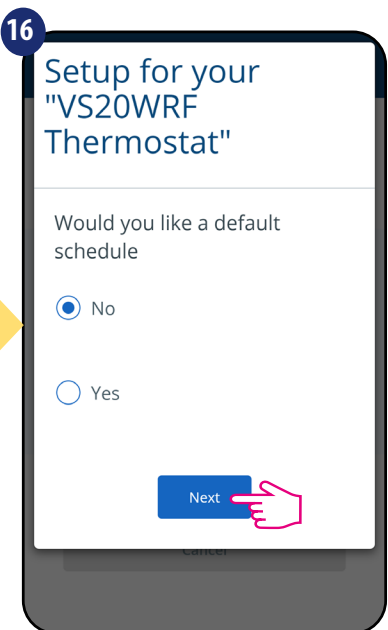 16
Setup for your
"VS20WRF
Thermostat"
Would you like a default
schedule
No
Yes
Next
Cancel